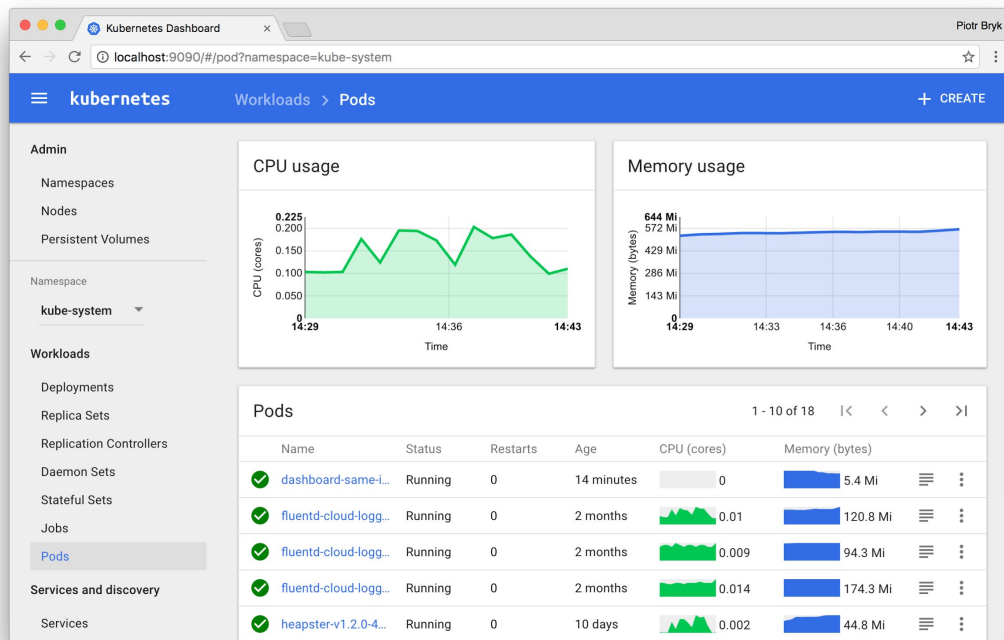 Kubernetes Dashboard
Piotr Bryk
localhost:9090/#/pod?namespace=kube-system
kubernetes
Workloads > Pods
+ CREATE
Admin
Namespaces
Nodes
Persistent Volumes
Namespace
kube-system
Workloads
Deployments
Replica Sets
Replication Controllers
Daemon Sets
Stateful Sets
Jobs
Pods
Services and discovery
Services
CPU usage
CPU (cores)
0.225
0.200
0.150
0.100
0.050
0
14:29 14:36 14:43
Time
Memory usage
Memory (bytes)
644 Mi
572 Mi
429 Mi
286 Mi
143 Mi
0
14:29 14:33 14:36 14:40 14:43
Time
Pods
1 - 10 of 18
Name Status Restarts Age CPU (cores) Memory (bytes)
dashboard-same-i... Running 0 14 minutes 0 5.4 Mi
fluentd-cloud-logg... Running 0 2 months 0.01 120.8 Mi
fluentd-cloud-logg... Running 0 2 months 0.009 94.3 Mi
fluentd-cloud-logg... Running 0 2 months 0.014 174.3 Mi
heapster-v1.2.0-4... Running 0 10 days 0.002 44.8 Mi